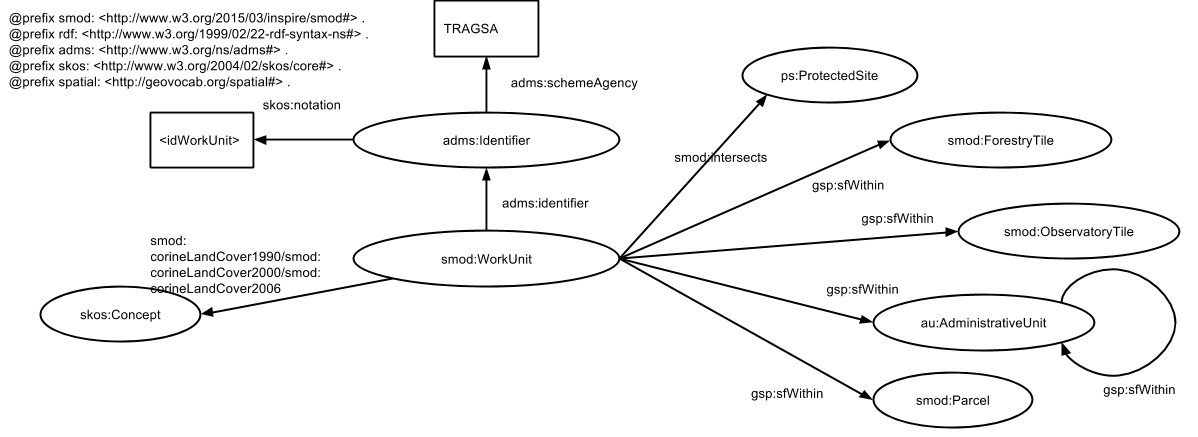 @prefix smod: <http://www.w3.org/2015/03/inspire/smod#> .
@prefix rdf: <http://www.w3.org/1999/02/22-rdf-syntax-ns#> .
@prefix adms: <http://www.w3.org/ns/adms#> .
@prefix skos: <http://www.w3.org/2004/02/skos/core#> .
@prefix spatial: <http://geovocab.org/spatial#> .
TRAGSA
adms:schemeAgency
skos:notation
<idWorkUnit>
adms:Identifier
adms:identifier
smod:WorkUnit
smod:
corineLandCover1990/smod:
corineLandCover2000/smod:
corineLandCover2006
skos:Concept
ps:ProtectedSite
smod:intersects
smod:ForestryTile
gsp:sfWithin
gsp:sfWithin
smod:ObservatoryTile
gsp:sfWithin
au:AdministrativeUnit
gsp:sfWithin
gsp:sfWithin
smod:Parcel